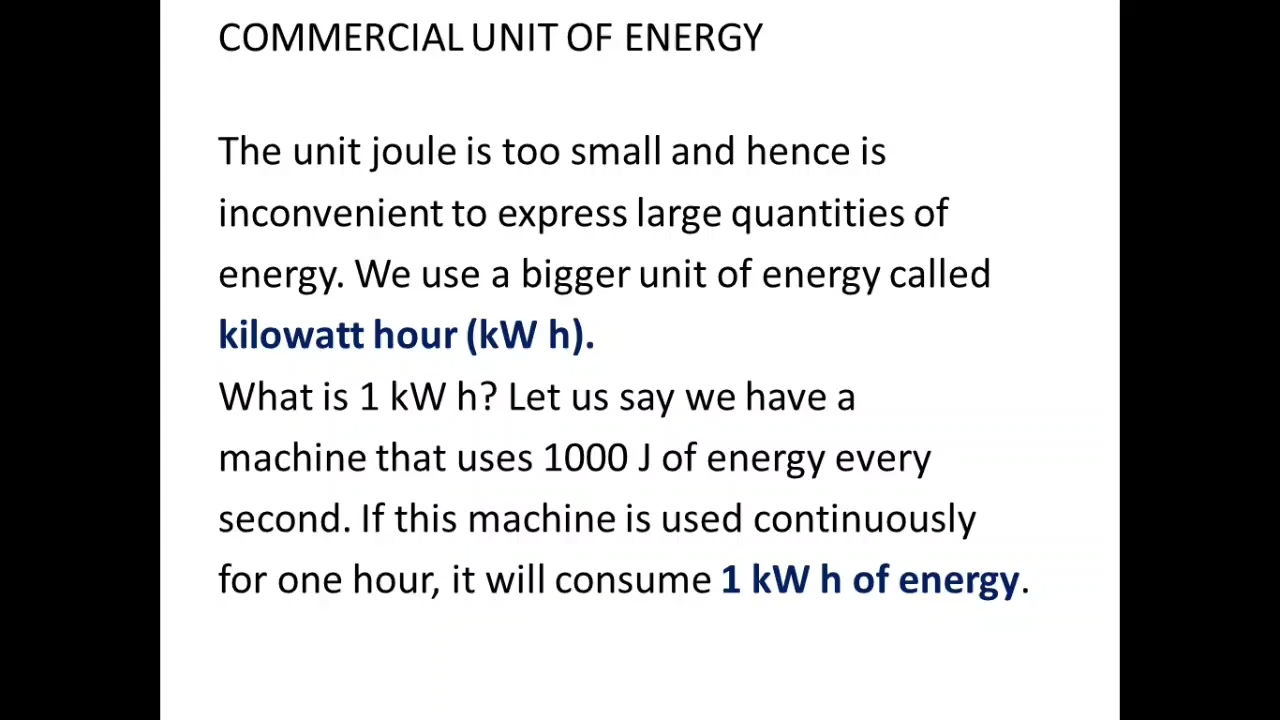 COMMERCIAL UNIT OF ENERGY
The unit joule is too small and hence is
inconvenient to express large quantities of
energy. We use a bigger unit of energy called
kilowatt hour (kW h).
What is 1 kW h? Let us say we have a
machine that uses 1000 J of energy every
second. If this machine is used continuously
for one hour, it will consume 1 kW h of energy.